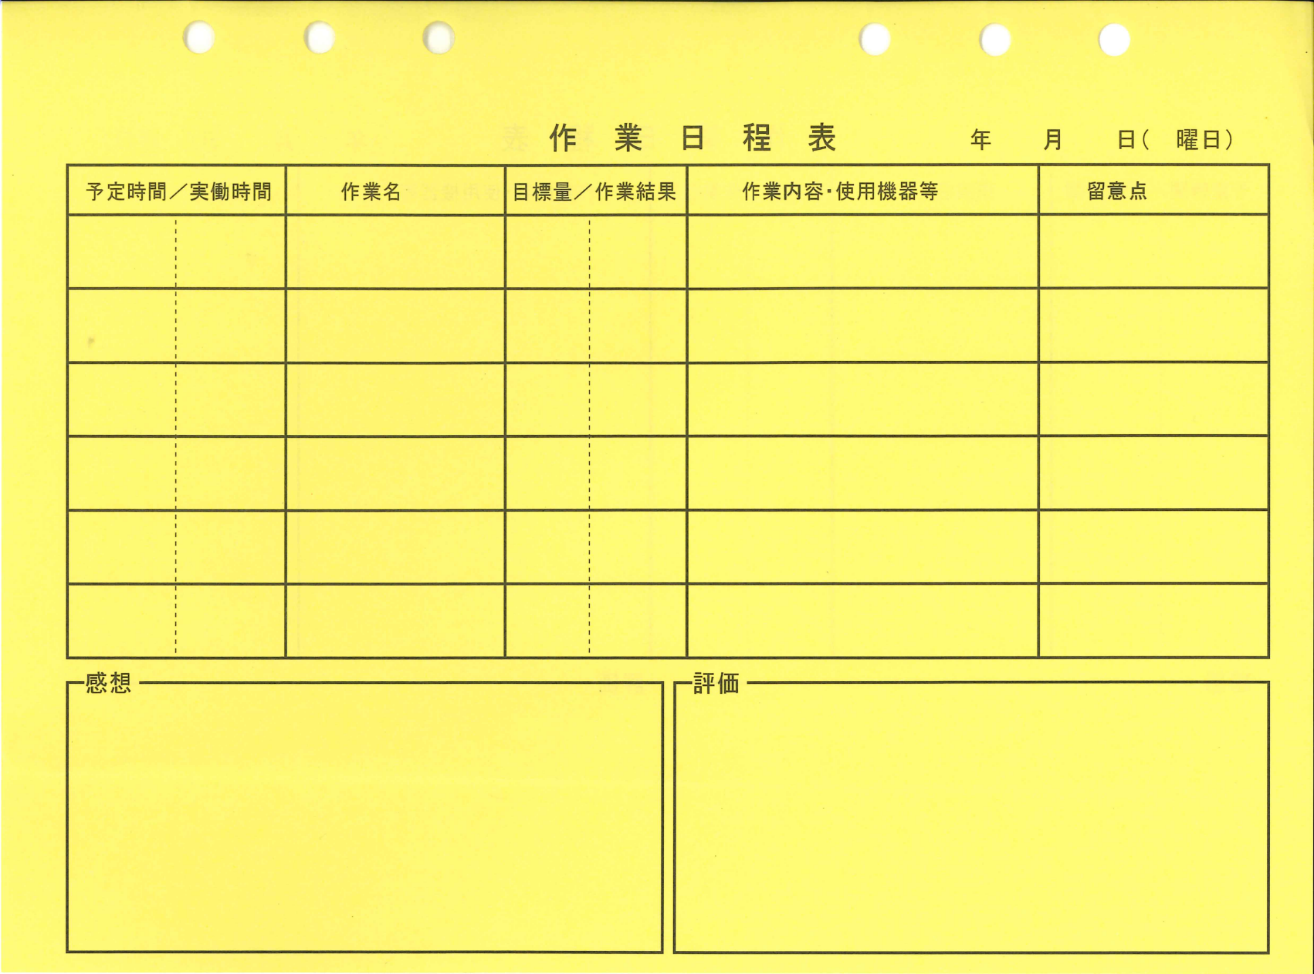 作業日程表 年 月 日( 曜日)
予定時間／実働時間 作業名 目標量／作業結果 作業内容・使用機器等 留意点
感想 評価